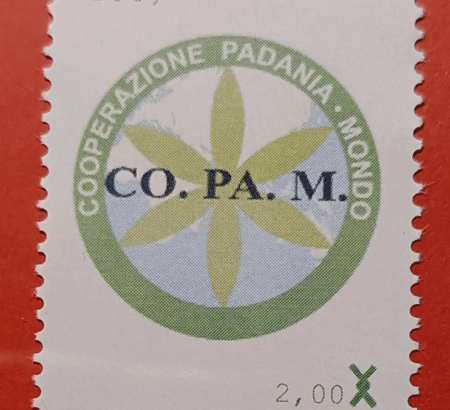 COOPERAZIONE PADANIA · MONDO
CO. PA. M.
2,00